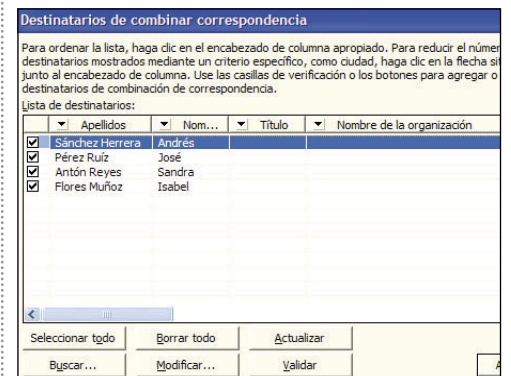 Destinatarios de combinar correspondencia
Para ordenar la lista, haga clic en el encabezado de columna apropiado. Para reducir el númer
destinatarios mostrados mediante un criterio específico, como ciudad, haga clic en la flecha sit
junto al encabezado de columna. Use las casillas de verificación o los botones para agregar o
destinatarios de combinación de correspondencia.
Lista de destinatarios:
Apellidos Nom... Título Nombre de la organización
Sánchez Herrera Andrés
Pérez Ruíz José
Antón Reyes Sandra
Flores Muñoz Isabel
Seleccionar todo Borrar todo Actualizar
Buscar... Modificar... Validar A